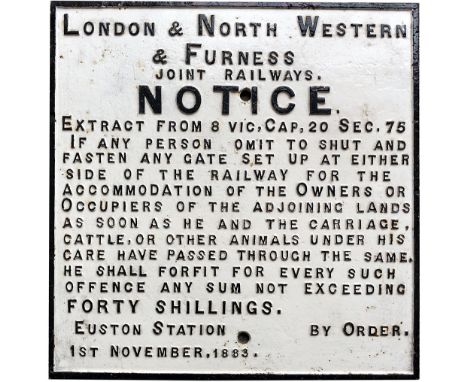 LONDON & NORTH WESTERN
& FURNESS
JOINT RAILWAYS.
NOTICE.
EXTRACT FROM 8 VIC, CAP, 20 SEC, 75
IF ANY PERSON OMIT TO SHUT AND
FASTEN ANY GATE SET UP AT EITHER
SIDE OF THE RAILWAY FOR THE
ACCOMMODATION OF THE OWNERS OR
OCCUPIERS OF THE ADJOINING LANDS
AS SOON AS HE AND THE CARRIAGE,
CATTLE, OR OTHER ANIMALS UNDER HIS
CARE HAVE PASSED THROUGH THE SAME,
HE SHALL FORFIT FOR EVERY SUCH
OFFENCE ANY SUM NOT EXCEEDING
FORTY SHILLINGS.
EUSTON STATION BY ORDER.
1ST NOVEMBER, 1883.